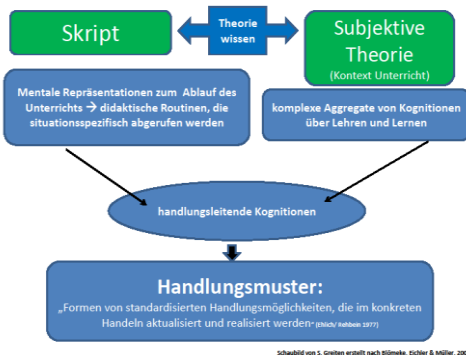 Skript
Theorie
wissen
Subjektive
Theorie
(Kontext Unterricht)
Mentale Repräsentationen zum Ablauf des
Unterrichts → didaktische Routinen, die
situationsspezifisch abgerufen werden
komplexe Aggregate von Kognitionen
über Lehren und Lernen
handlungsleitende Kognitionen
Handlungsmuster:
„Formen von standardisierten Handlungsmöglichkeiten, die im konkreten
Handeln aktualisiert und realisiert werden“ (Ehlich/ Rehbein 1977)
Schaubild von S. Greiten erstellt nach Blömeke, Eichler & Müller, 200